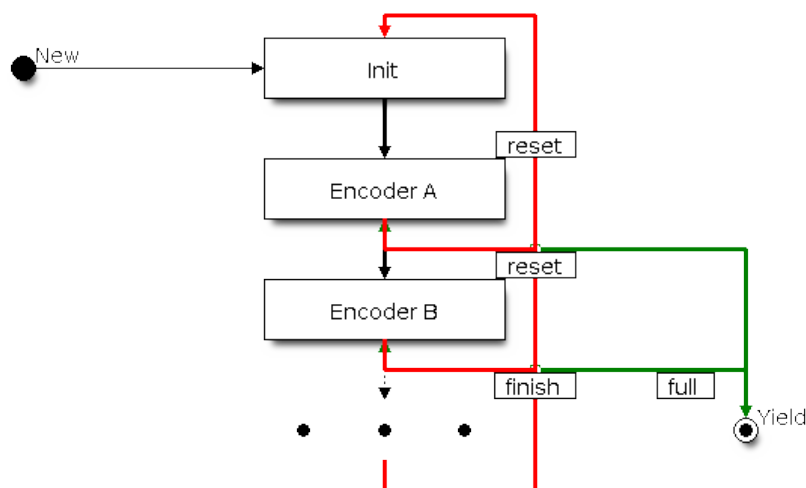 New
Init
reset
Encoder A
reset
Encoder B
finish
full
Yield